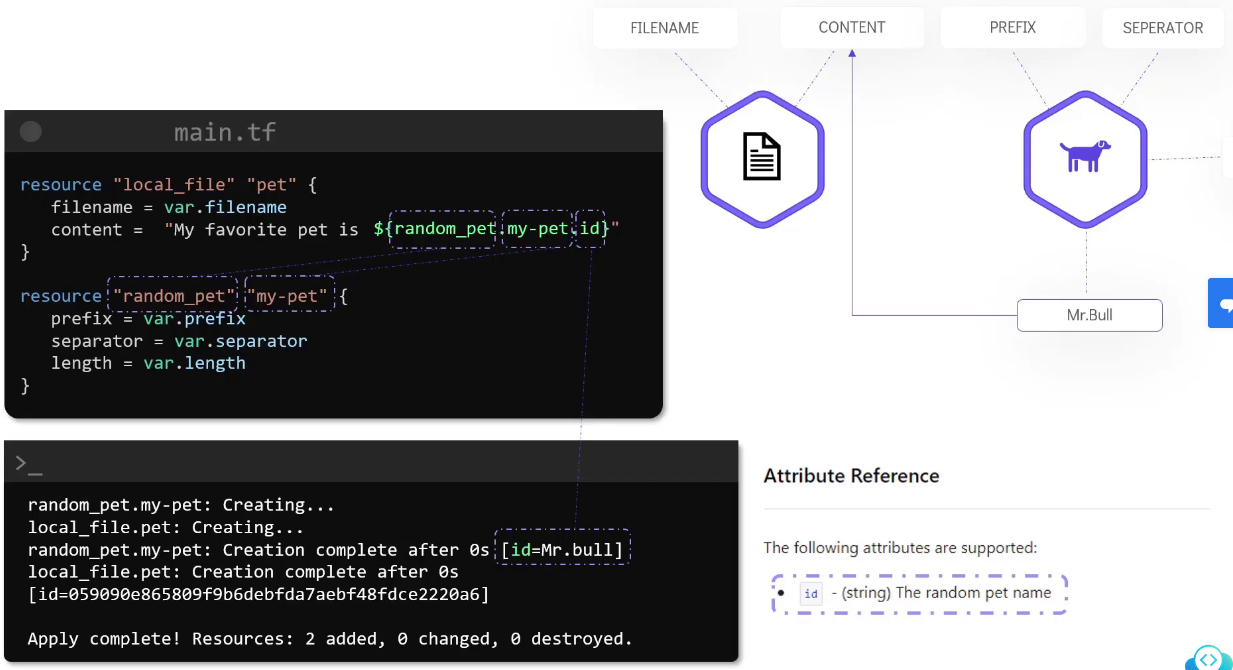 FILENAME
CONTENT
PREFIX
SEPERATOR
main.tf
resource "local_file" "pet" {
filename = var.filename
content = "My favorite pet is ${random_pet.my-pet.id}"
}
resource "random_pet" "my-pet" {
prefix = var.prefix
separator = var.separator
length = var.length
}
Mr.Bull
>_
random_pet.my-pet: Creating...
local_file.pet: Creating...
random_pet.my-pet: Creation complete after 0s [id=Mr.bull]
local_file.pet: Creation complete after 0s
[id=059090e865809f9b6debfda7aebf48fdce2220a6]
Apply complete! Resources: 2 added, 0 changed, 0 destroyed.
Attribute Reference
The following attributes are supported:
• id - (string) The random pet name